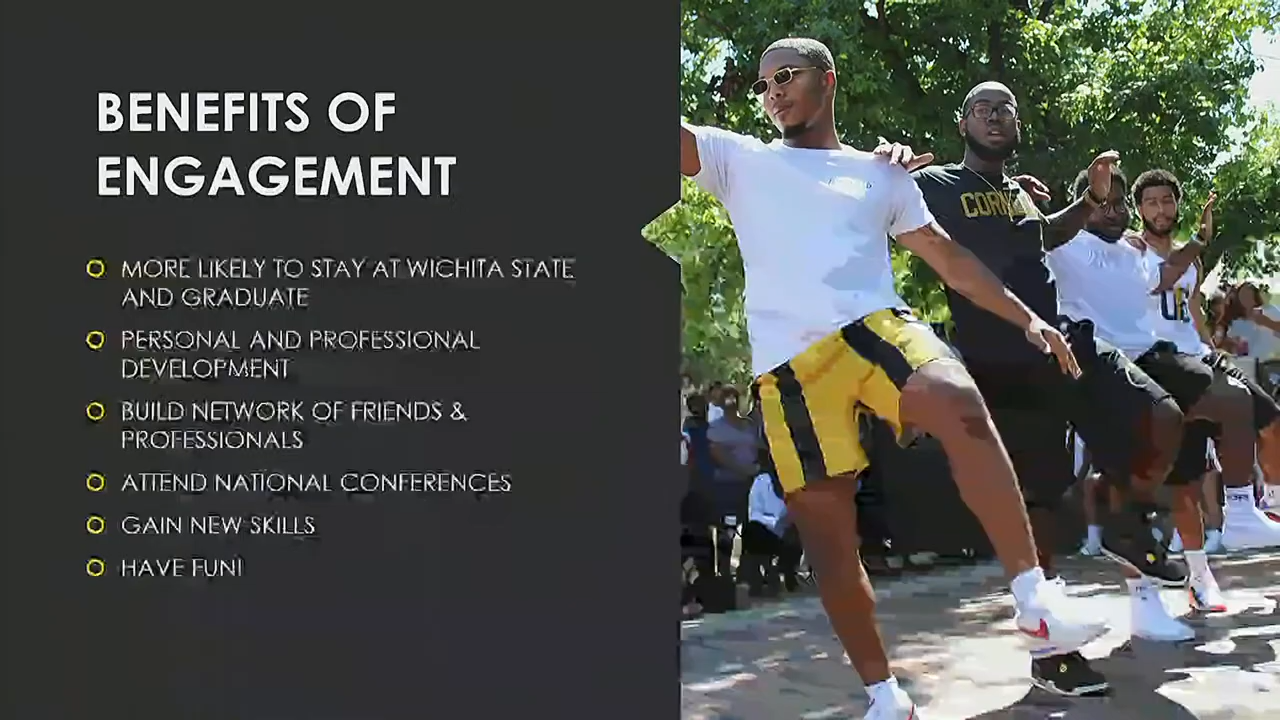 BENEFITS OF
ENGAGEMENT
MORE LIKELY TO STAY AT WICHITA STATE
AND GRADUATE
PERSONAL AND PROFESSIONAL
DEVELOPMENT
BUILD NETWORK OF FRIENDS &
PROFESSIONALS
ATTEND NATIONAL CONFERENCES
GAIN NEW SKILLS
HAVE FUN!